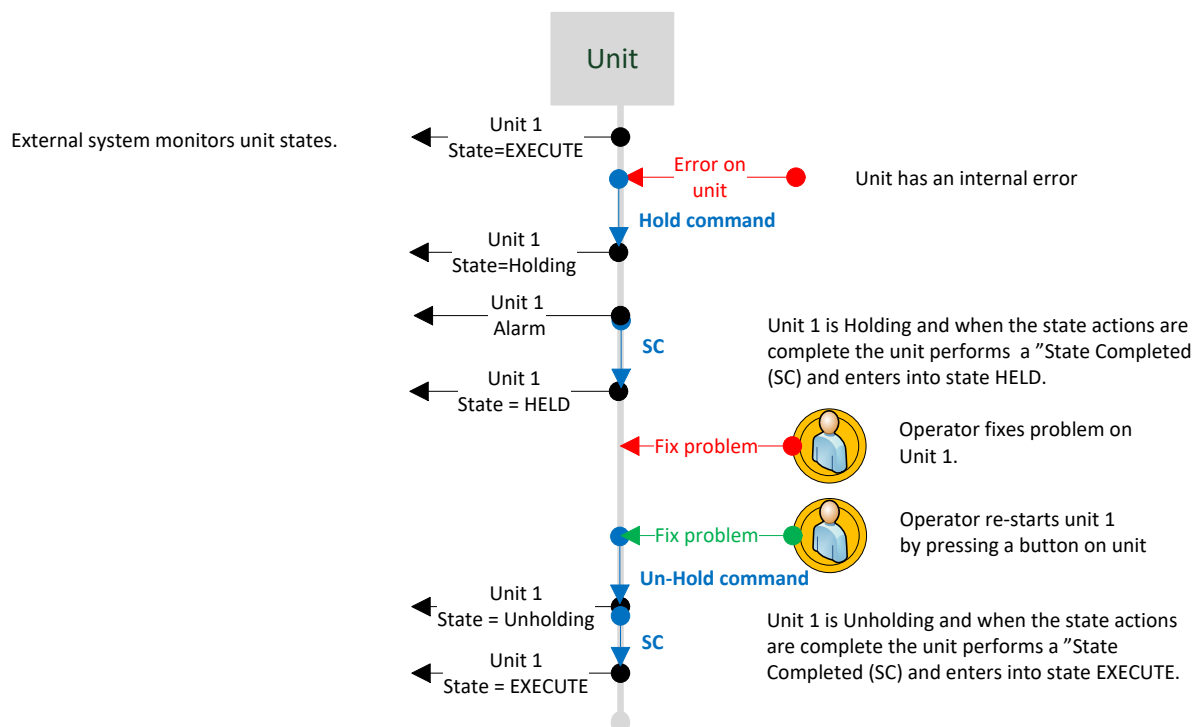 Unit
External system monitors unit states.
Unit 1
State=EXECUTE
Error on
unit
Unit has an internal error
Hold command
Unit 1
State=Holding
Unit 1
Alarm
Unit 1 is Holding and when the state actions are
complete the unit performs  a ”State Completed
(SC) and enters into state HELD.
SC
Unit 1
State = HELD
Fix problem
Operator fixes problem on
Unit 1.
Fix problem
Operator re-starts unit 1
by pressing a button on unit
Un-Hold command
Unit 1
State = Unholding
Unit 1 is Unholding and when the state actions
are complete the unit performs a ”State
Completed (SC) and enters into state EXECUTE.
SC
Unit 1
State = EXECUTE